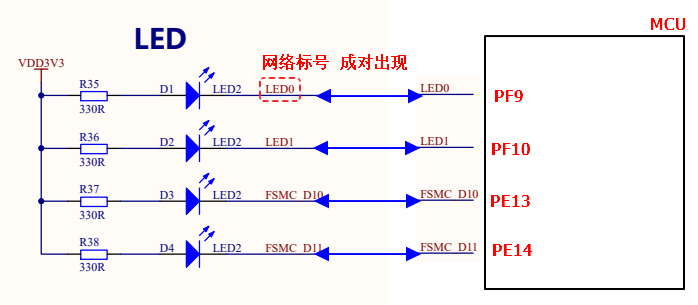 MCU
LED
VDD3V3
网络标号 成对出现
R35 D1 LED2 LED0 LED0 PF9
330R
R36 D2 LED2 LED1 LED1 PF10
330R
R37 D3 LED2 FSMC_D10 FSMC_D10 PE13
330R
R38 D4 LED2 FSMC_D11 FSMC_D11 PE14
330R